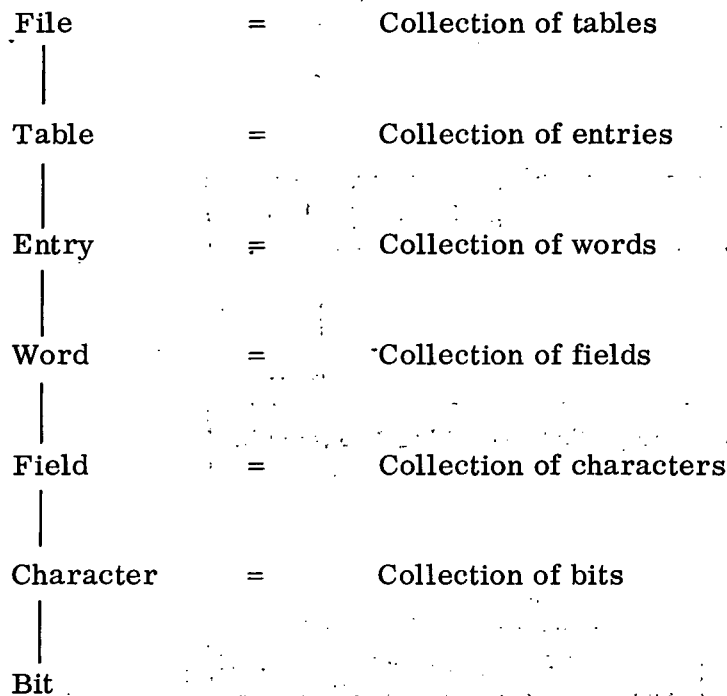 File = Collection of tables
Table = Collection of entries
Entry = Collection of words
Word = Collection of fields
Field = Collection of characters
Character = Collection of bits
Bit